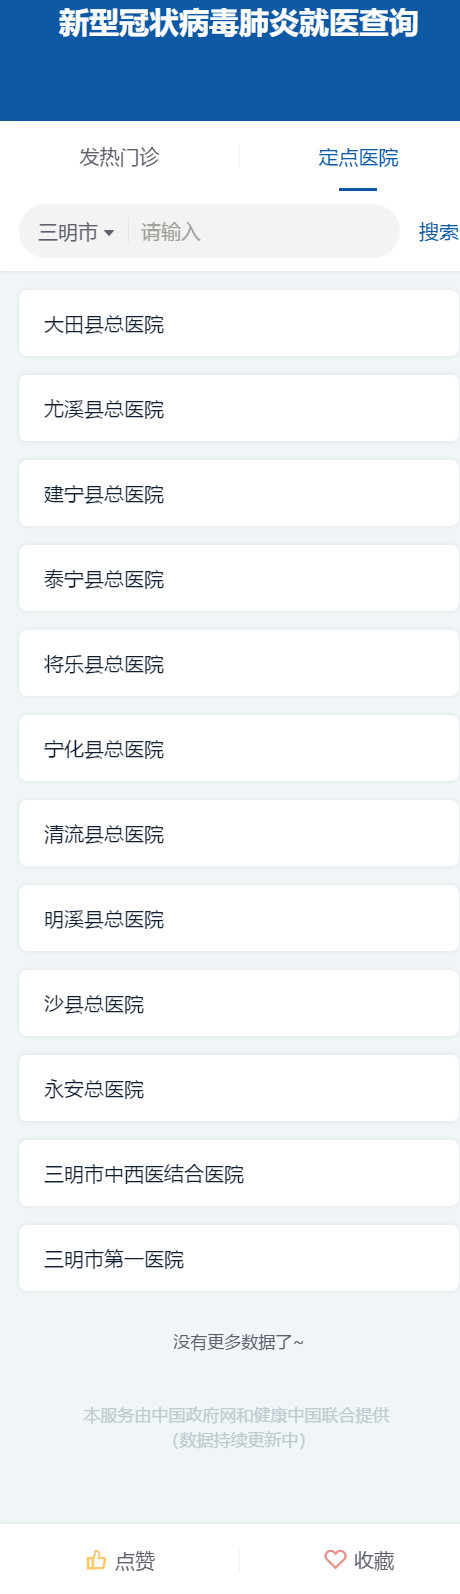 新型冠状病毒肺炎就医查询
发热门诊
定点医院
三明市 请输入 搜索
大田县总医院
尤溪县总医院
建宁县总医院
泰宁县总医院
将乐县总医院
宁化县总医院
清流县总医院
明溪县总医院
沙县总医院
永安总医院
三明市中西医结合医院
三明市第一医院
没有更多数据了~
本服务由中国政府网和健康中国联合提供
（数据持续更新中）
点赞
收藏